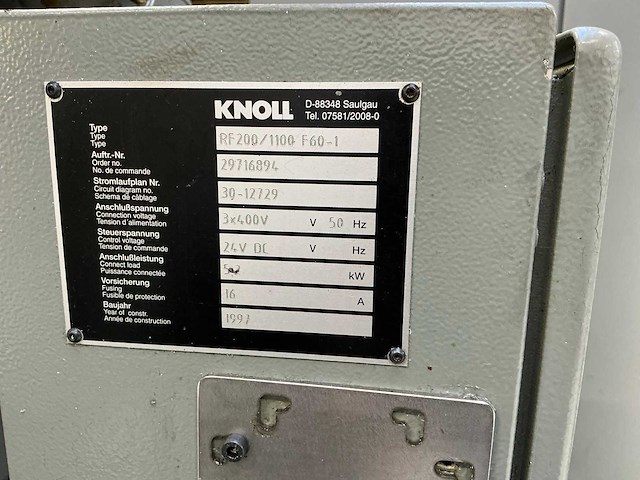 KNOLL D-88348 Saulgau
Tel. 07581/2008-0
Type RF200/1100 F60-1
Type
Type
Auftr.-Nr. 29716894
Order no.
No. de commande
Stromlaufplan Nr. 30-12729
Circuit diagram no.
Schema de câblage
Anschlußspannung 3x400V V 50 Hz
Connection voltage
Tension d'alimentation
Steuerspannung 24V DC V Hz
Control voltage
Tension de commande
Anschlußleistung kW
Connect load
Puissance connectée
Vorsicherung 16 A
Fusing
Fusible de protection
Baujahr 1997
Year of constr.
Année de construction